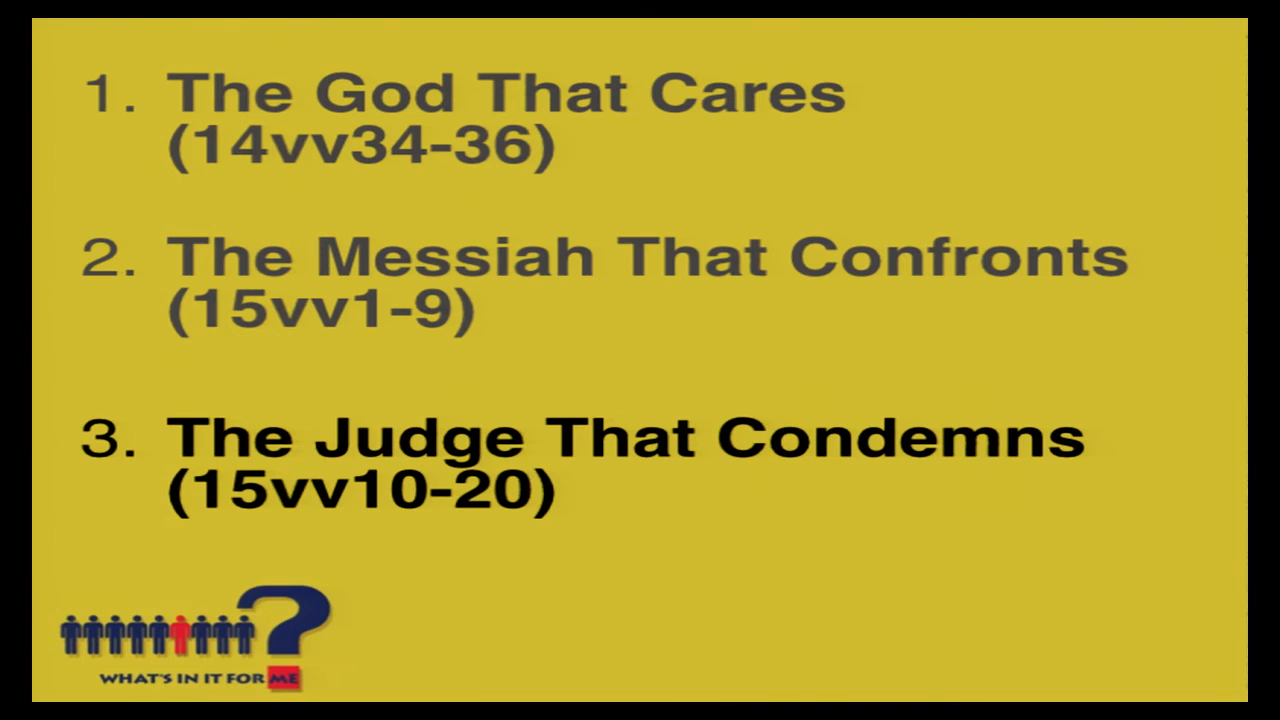 1. The God That Cares
(14vv34-36)
2. The Messiah That Confronts
(15vv1-9)
3. The Judge That Condemns
(15vv10-20)
?
WHAT'S IN IT FOR ME